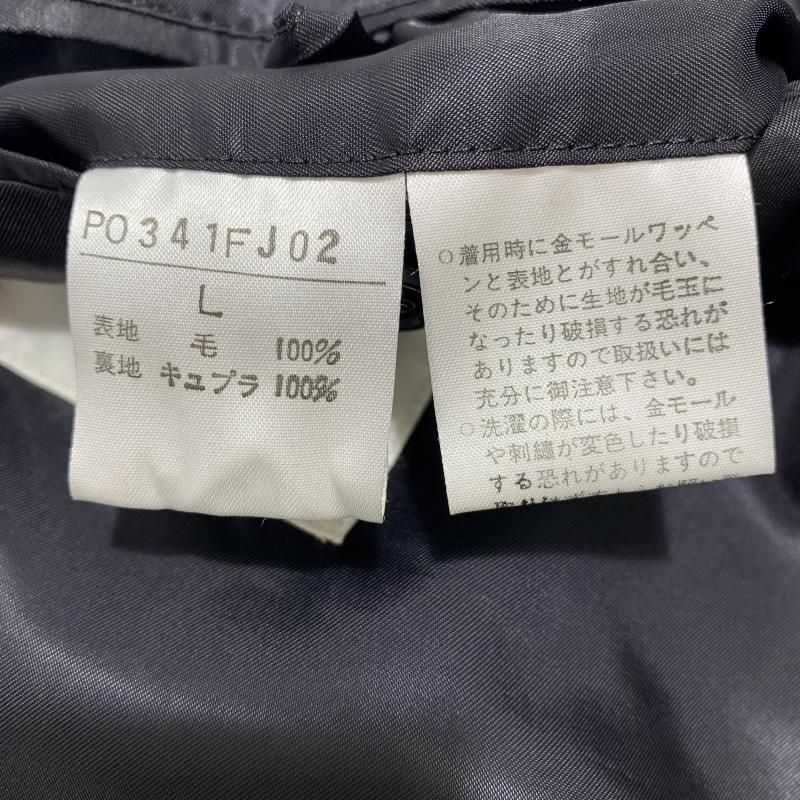 PO341FJ02
L
表地 毛 100%
裏地 キュプラ 100%
○着用時に金モールワッペ
ンと表地とがすれ合い、
そのために生地が毛玉に
なったり破損する恐れが
ありますので取扱いには
充分に御注意下さい。
○洗濯の際には、金モール
や刺繍が変色したり破損
する恐れがありますので